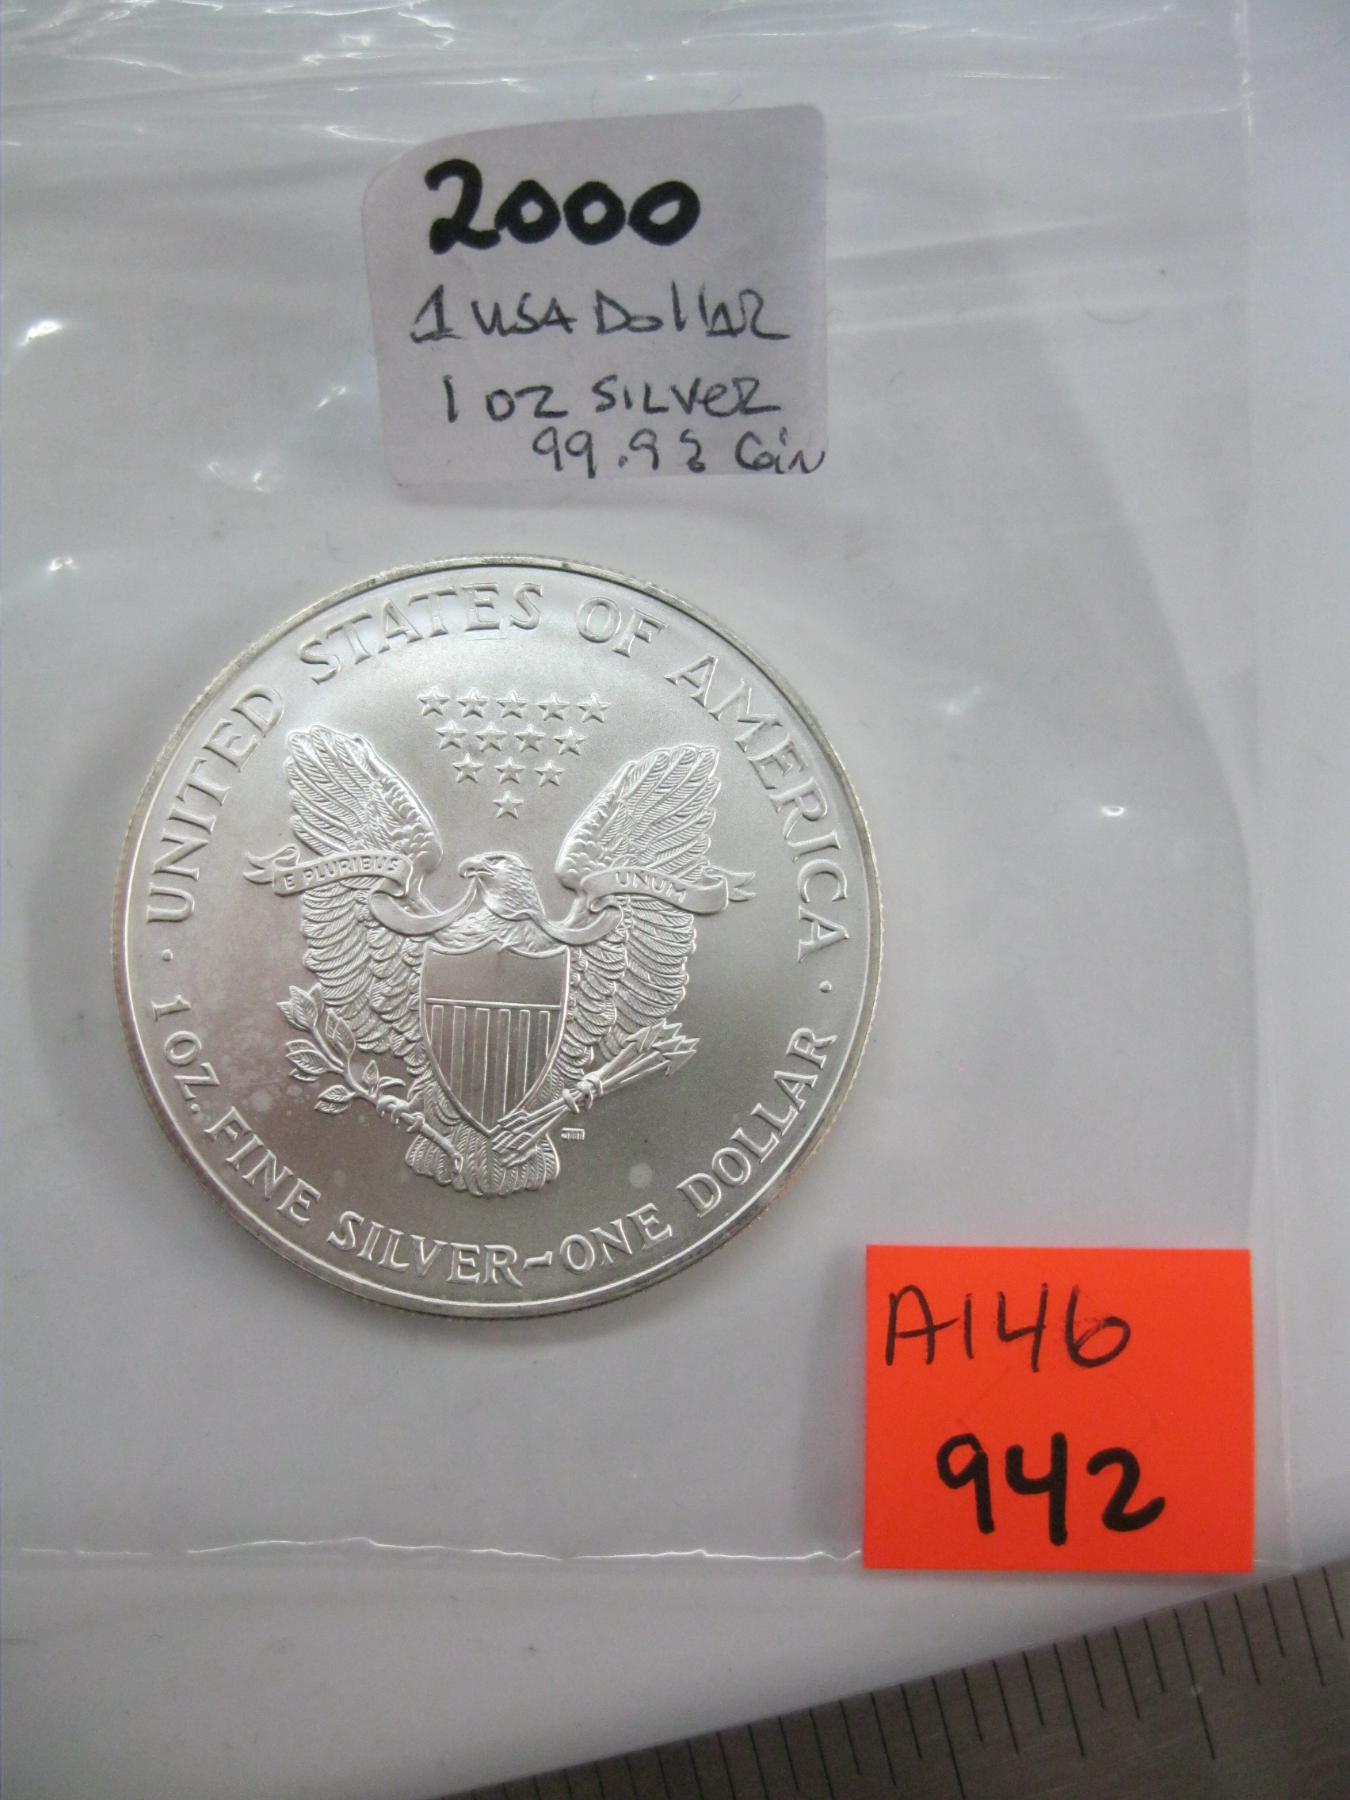 2000
1 USA Dollar
1 OZ SILVER
99.9% Coin
UNITED STATES OF AMERICA
E PLURIBUS UNUM
1 OZ. FINE SILVER~ONE DOLLAR
A146
942